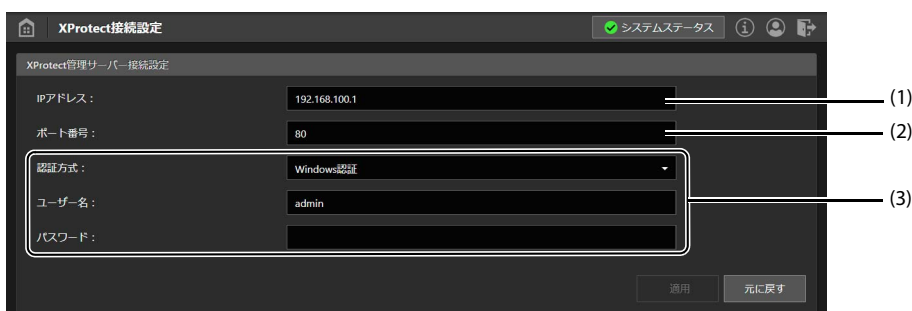 XProtect接続設定
システムステータス
XProtect管理サーバー接続設定
IPアドレス： 192.168.100.1 (1)
ポート番号： 80 (2)
認証方式： Windows認証
ユーザー名： admin (3)
パスワード：
適用 元に戻す